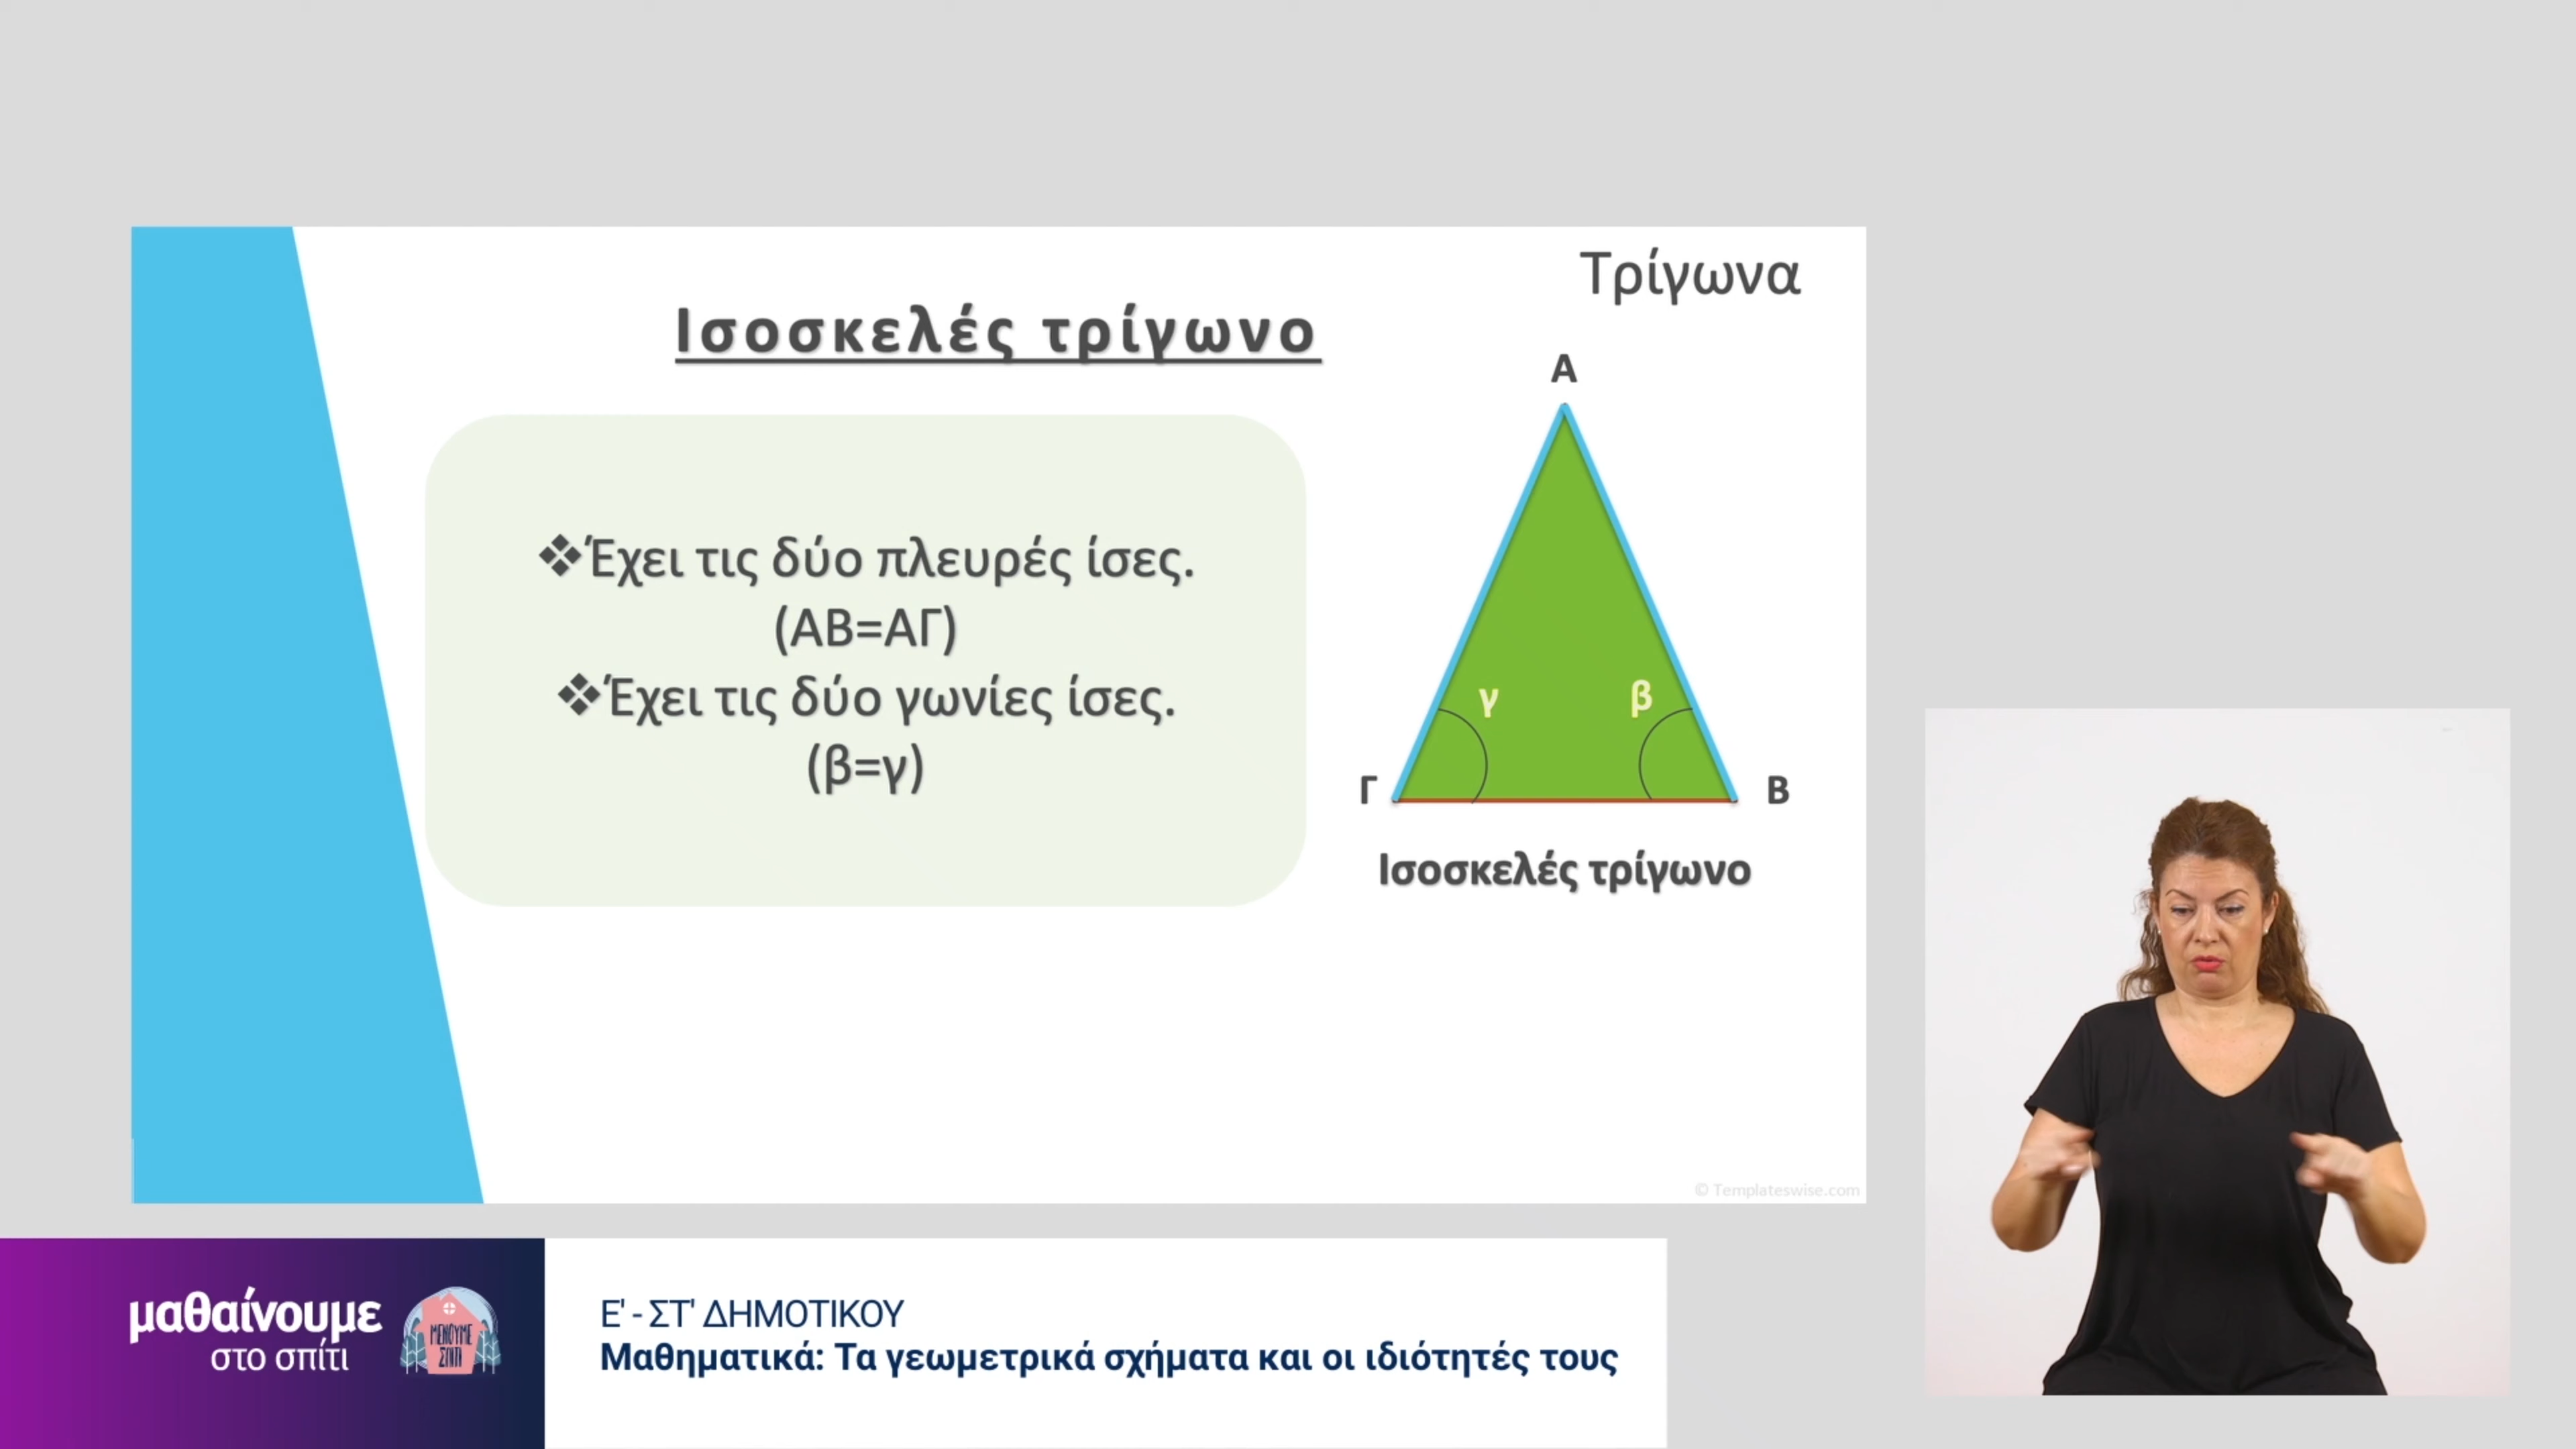 Τρίγωνα
Ισοσκελές τρίγωνο
❖Έχει τις δύο πλευρές ίσες.
(ΑΒ=ΑΓ)
❖Έχει τις δύο γωνίες ίσες.
(β=γ)
Α
γ
β
Γ
Β
Ισοσκελές τρίγωνο
© Templateswise.com
μαθαίνουμε
στο σπίτι
ΜΕΝΟΥΜΕ
ΣΠΙΤΙ
Ε' - ΣΤ' ΔΗΜΟΤΙΚΟΥ
Μαθηματικά: Τα γεωμετρικά σχήματα και οι ιδιότητές τους